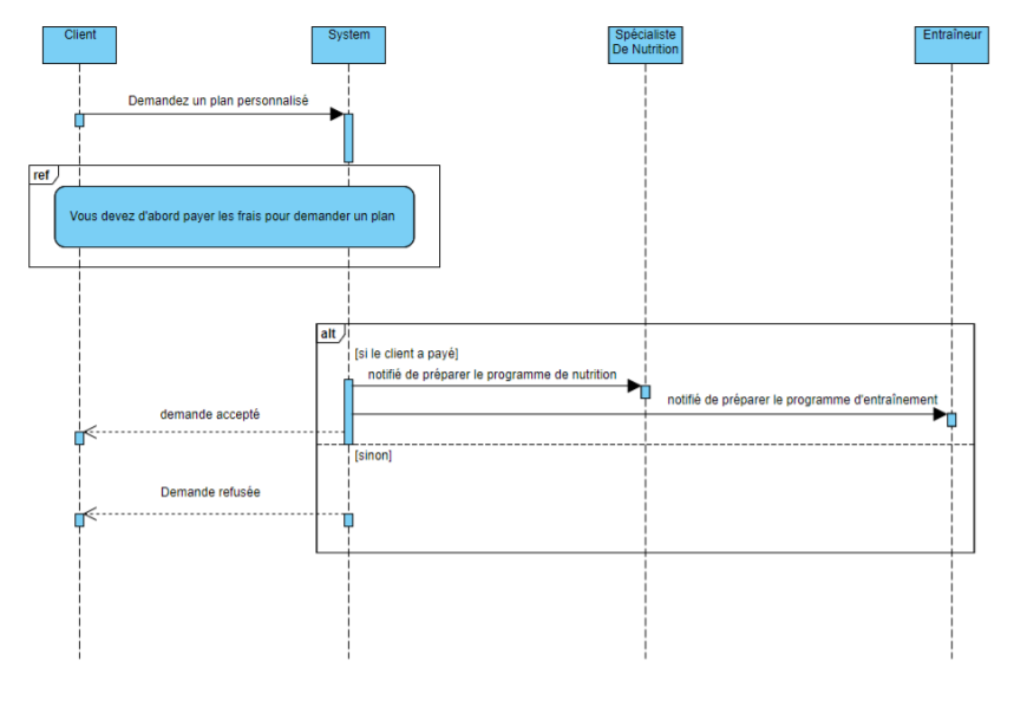 Client
System
Spécialiste
De Nutrition
Entraîneur
Demandez un plan personnalisé
ref
Vous devez d'abord payer les frais pour demander un plan
alt
[si le client a payé]
notifié de préparer le programme de nutrition
notifié de préparer le programme d'entraînement
demande accepté
[sinon]
Demande refusée